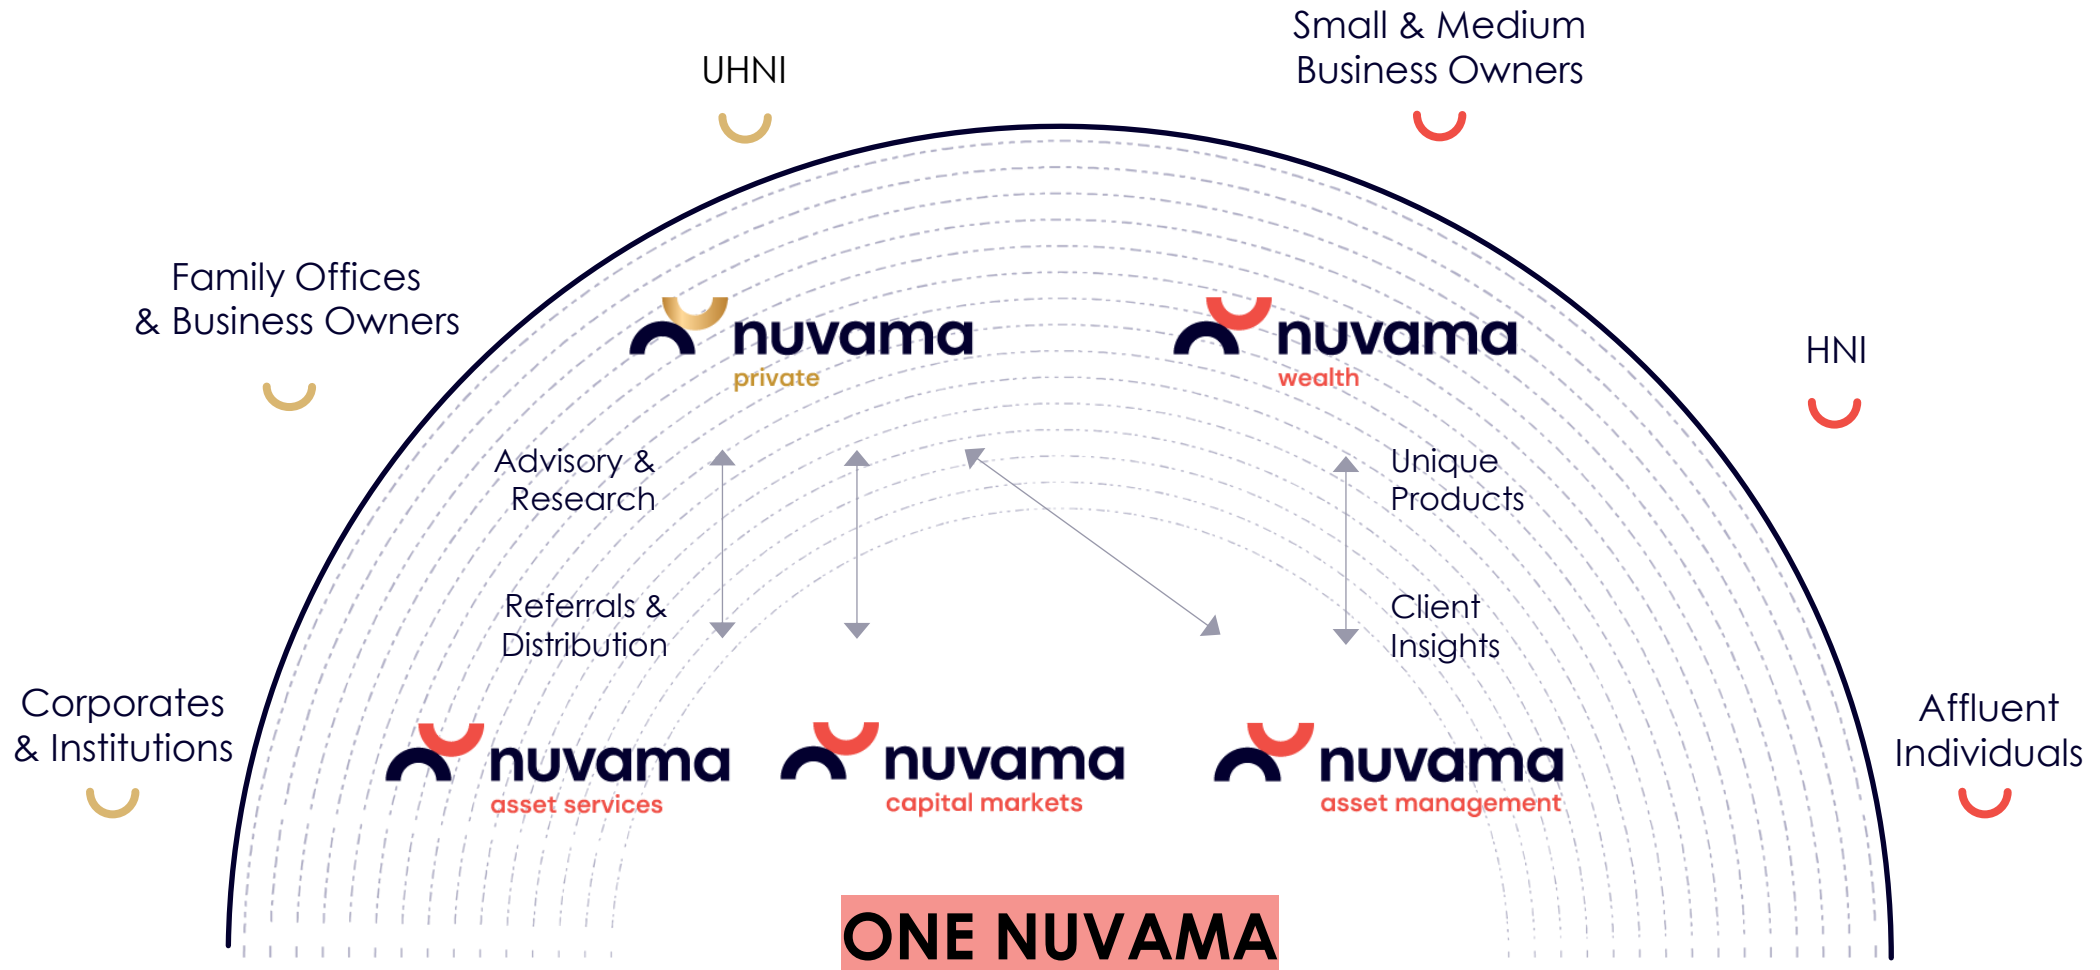 Small & Medium
Business Owners
UHNI
Family Offices
& Business Owners
HNI
nuvama
private
nuvama
wealth
Advisory &
Research
Unique
Products
Referrals &
Distribution
Client
Insights
Corporates
& Institutions
Affluent
Individuals
nuvama
asset services
nuvama
capital markets
nuvama
asset management
ONE NUVAMA